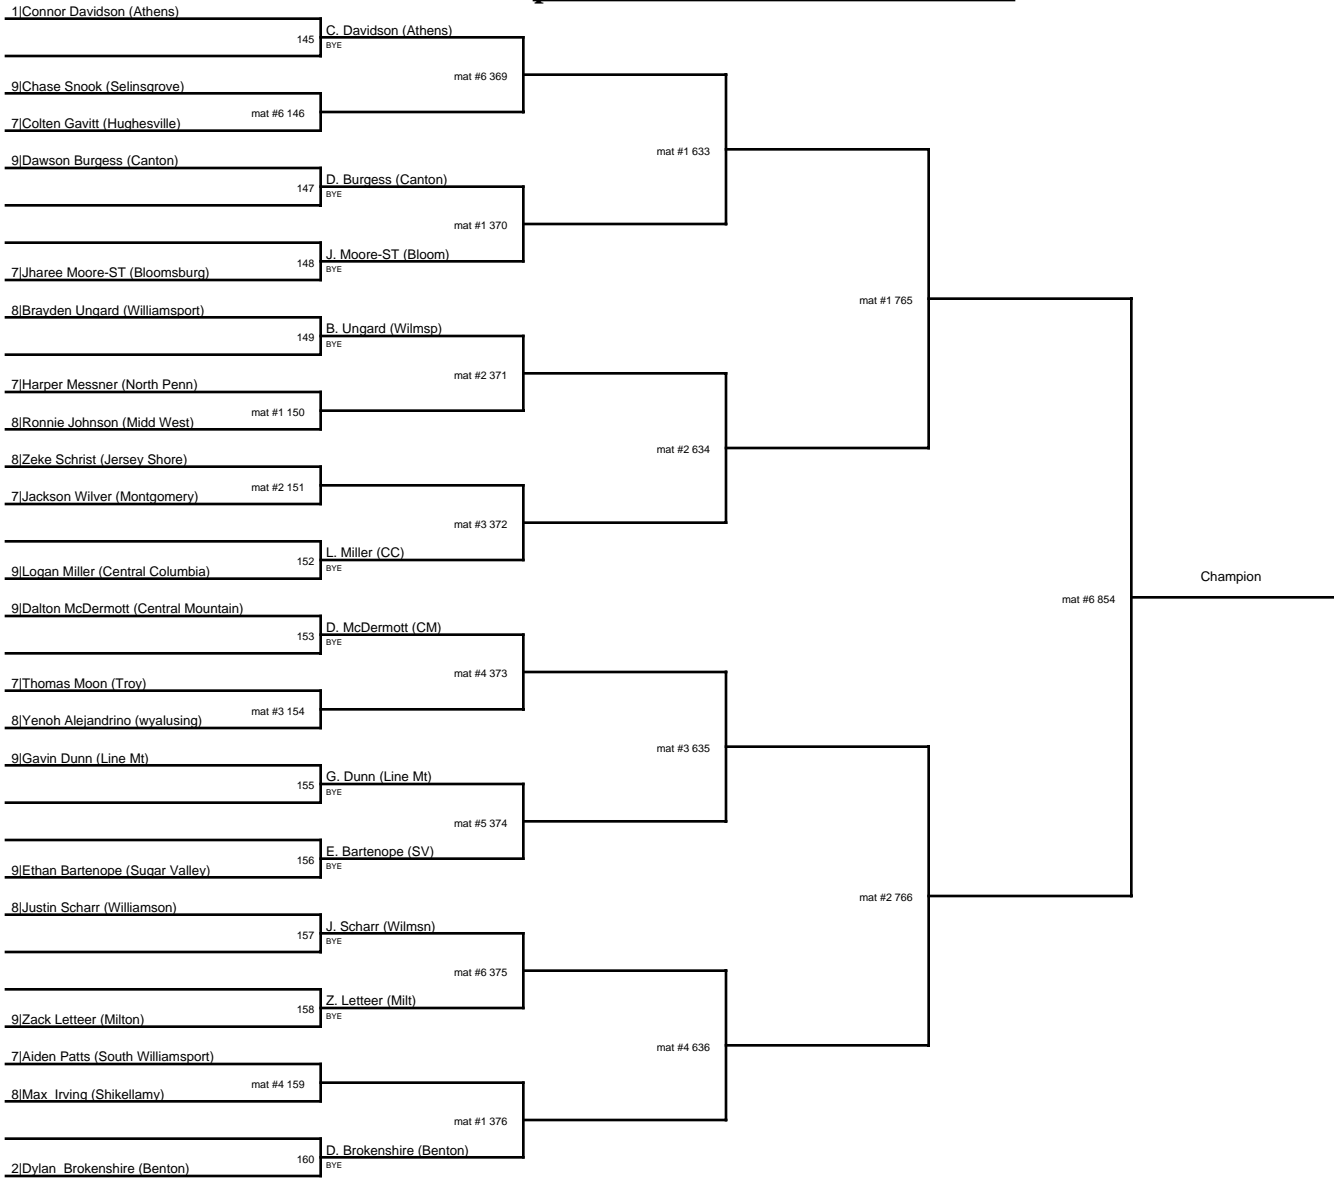 1|Connor Davidson (Athens)
145
C. Davidson (Athens)
BYE
mat #6 369
9|Chase Snook (Selinsgrove)
mat #6 146
7|Colten Gavitt (Hughesville)
mat #1 633
9|Dawson Burgess (Canton)
147
D. Burgess (Canton)
BYE
mat #1 370
148
J. Moore-ST (Bloom)
BYE
7|Jharee Moore-ST (Bloomsburg)
mat #1 765
8|Brayden Ungard (Williamsport)
149
B. Ungard (Wilmsp)
BYE
mat #2 371
7|Harper Messner (North Penn)
mat #1 150
8|Ronnie Johnson (Midd West)
mat #2 634
8|Zeke Schrist (Jersey Shore)
mat #2 151
7|Jackson Wilver (Montgomery)
mat #3 372
152
L. Miller (CC)
BYE
9|Logan Miller (Central Columbia)
Champion
mat #6 854
9|Dalton McDermott (Central Mountain)
153
D. McDermott (CM)
BYE
mat #4 373
7|Thomas Moon (Troy)
mat #3 154
8|Yenoh Alejandrino (wyalusing)
mat #3 635
9|Gavin Dunn (Line Mt)
155
G. Dunn (Line Mt)
BYE
mat #5 374
156
E. Bartenope (SV)
BYE
9|Ethan Bartenope (Sugar Valley)
mat #2 766
8|Justin Scharr (Williamson)
157
J. Scharr (Wilmsn)
BYE
mat #6 375
158
Z. Letteer (Milt)
BYE
9|Zack Letteer (Milton)
mat #4 636
7|Aiden Patts (South Williamsport)
mat #4 159
8|Max  Irving (Shikellamy)
mat #1 376
160
D. Brokenshire (Benton)
BYE
2|Dylan  Brokenshire (Benton)